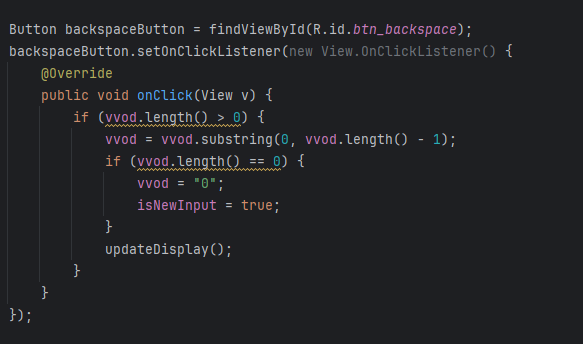 Button backspaceButton = findViewById(R.id.btn_backspace);
backspaceButton.setOnClickListener(new View.OnClickListener() {
    @Override
    public void onClick(View v) {
        if (vvod.length() > 0) {
            vvod = vvod.substring(0, vvod.length() - 1);
            if (vvod.length() == 0) {
                vvod = "0";
                isNewInput = true;
            }
            updateDisplay();
        }
    }
});